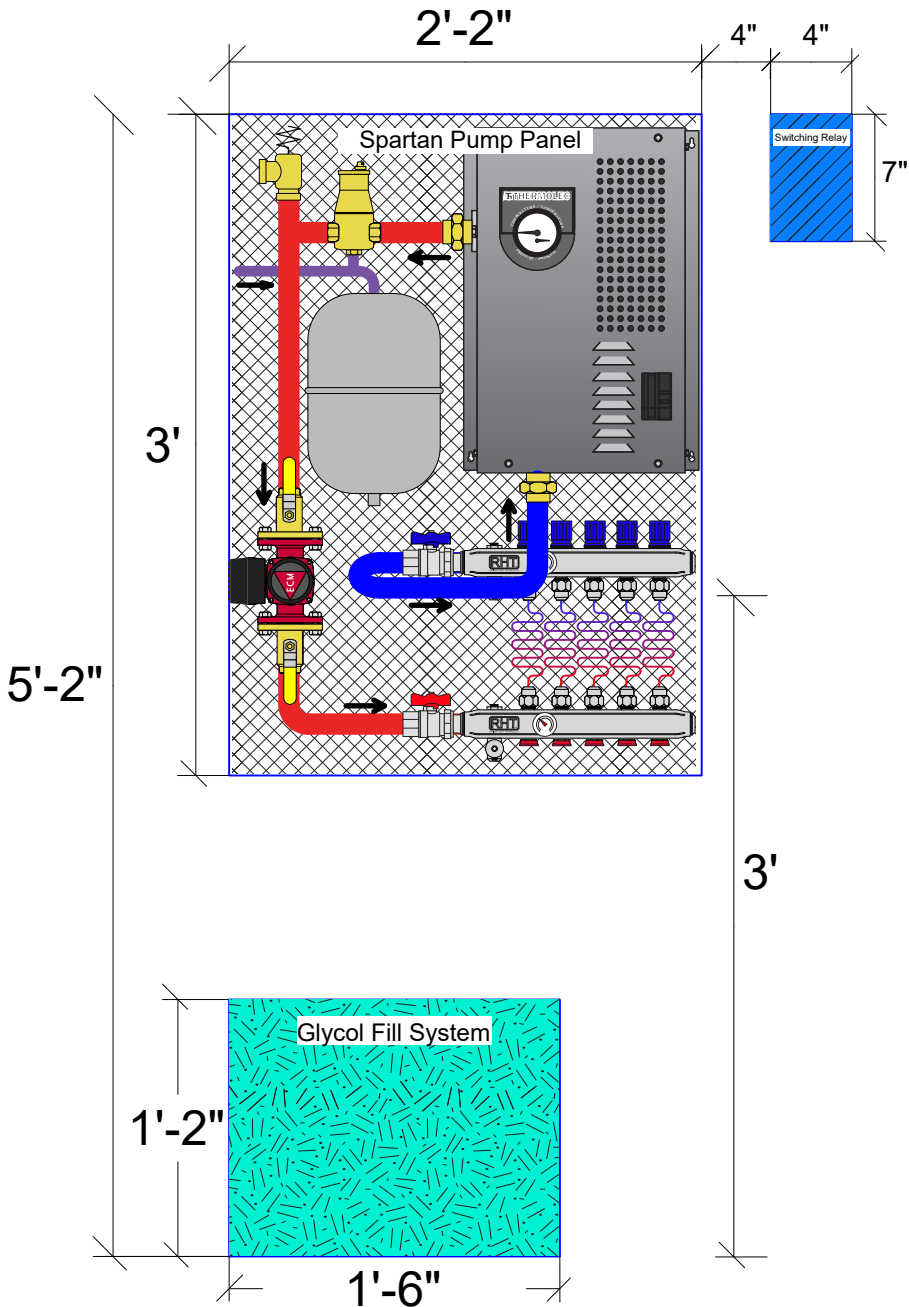 2'-2"
4"
4"
Spartan Pump Panel
Switching Relay
7"
THERMOLEC
3'
ECM
RHT
5'-2"
RHT
3'
Glycol Fill System
1'-2"
1'-6"